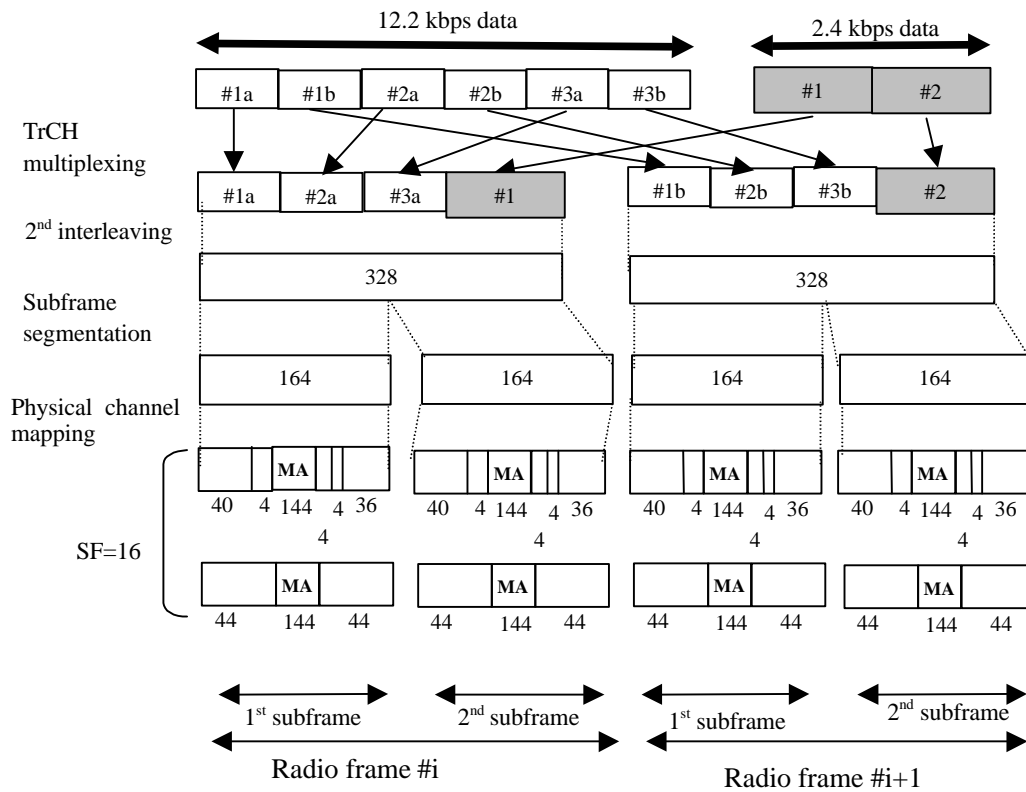 12.2 kbps data 2.4 kbps data
#1a #1b #2a #2b #3a #3b #1 #2
TrCH
multiplexing
#1a #2a #3a #1 #1b #2b #3b #2
2nd interleaving
328 328
Subframe
segmentation
164 164 164 164
Physical channel
mapping
MA MA MA MA
40 4 144 4 36 40 4 144 4 36 40 4 144 4 36 40 4 144 4 36
4 4 4 4
SF=16
MA MA MA MA
44 144 44 44 144 44 44 144 44 44 144 44
1st subframe 2nd subframe 1st subframe 2nd subframe
Radio frame #i Radio frame #i+1